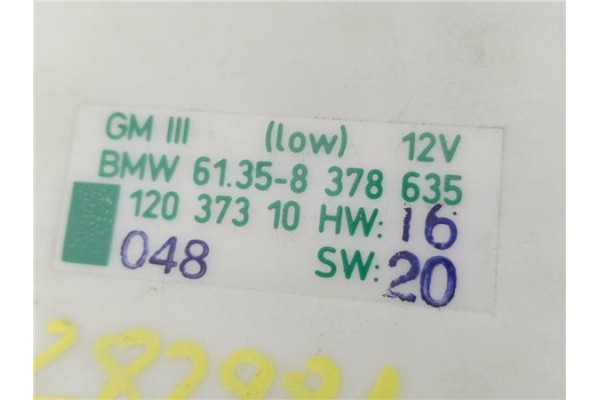 GM III (low) 12V
BMW 61.35-8 378 635
120 373 10 HW: 16
048 SW: 20